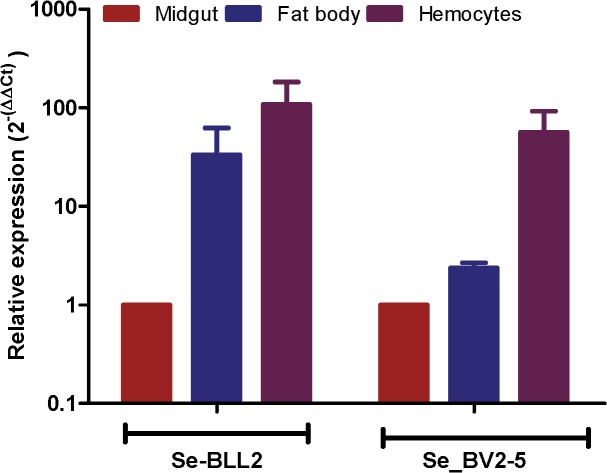 Midgut Fat body Hemocytes
Relative expression (2-(ΔΔCt))
1000
100
10
1
0.1
Se-BLL2 Se_BV2-5